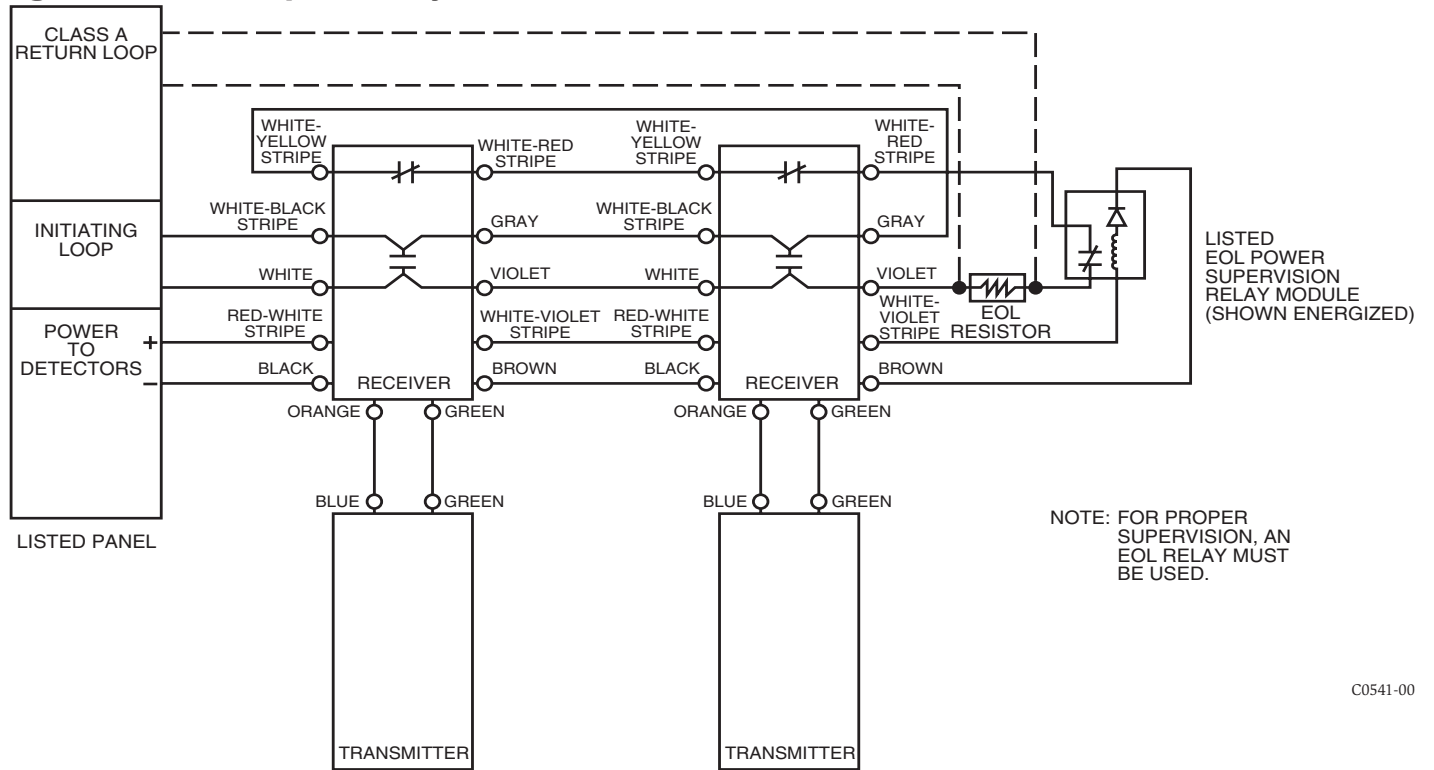 CLASS A
RETURN LOOP
INITIATING
LOOP
POWER
TO
DETECTORS
+
–
LISTED PANEL
WHITE-
YELLOW
STRIPE
WHITE-RED
STRIPE
WHITE-
YELLOW
STRIPE
WHITE-
RED
STRIPE
WHITE-BLACK
STRIPE
GRAY
WHITE-BLACK
STRIPE
GRAY
WHITE
VIOLET
WHITE
VIOLET
RED-WHITE
STRIPE
WHITE-VIOLET
STRIPE
RED-WHITE
STRIPE
WHITE-
VIOLET
STRIPE
EOL
RESISTOR
BLACK
RECEIVER
BROWN
BLACK
RECEIVER
BROWN
ORANGE
GREEN
ORANGE
GREEN
BLUE
GREEN
BLUE
GREEN
TRANSMITTER
TRANSMITTER
LISTED
EOL POWER
SUPERVISION
RELAY MODULE
(SHOWN ENERGIZED)
NOTE: FOR PROPER
SUPERVISION, AN
EOL RELAY MUST
BE USED.
C0541-00